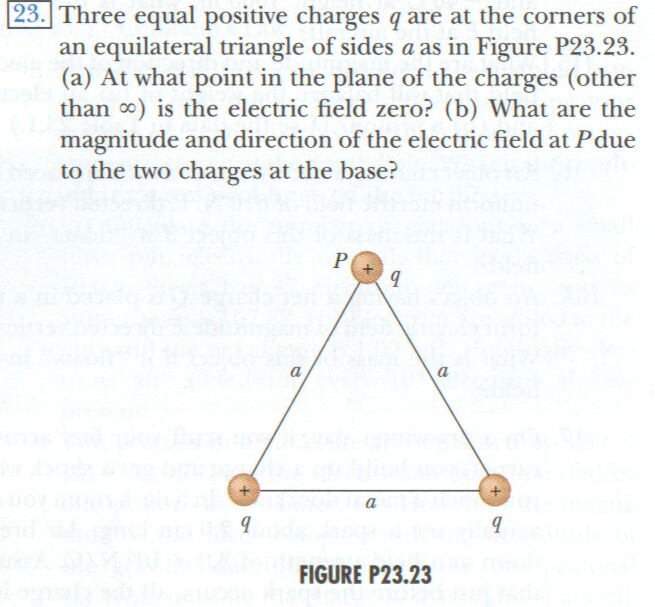 23. Three equal positive charges q are at the corners of
an equilateral triangle of sides a as in Figure P23.23.
(a) At what point in the plane of the charges (other
than ∞) is the electric field zero? (b) What are the
magnitude and direction of the electric field at P due
to the two charges at the base?
P + q
a a
+ a +
q q
FIGURE P23.23